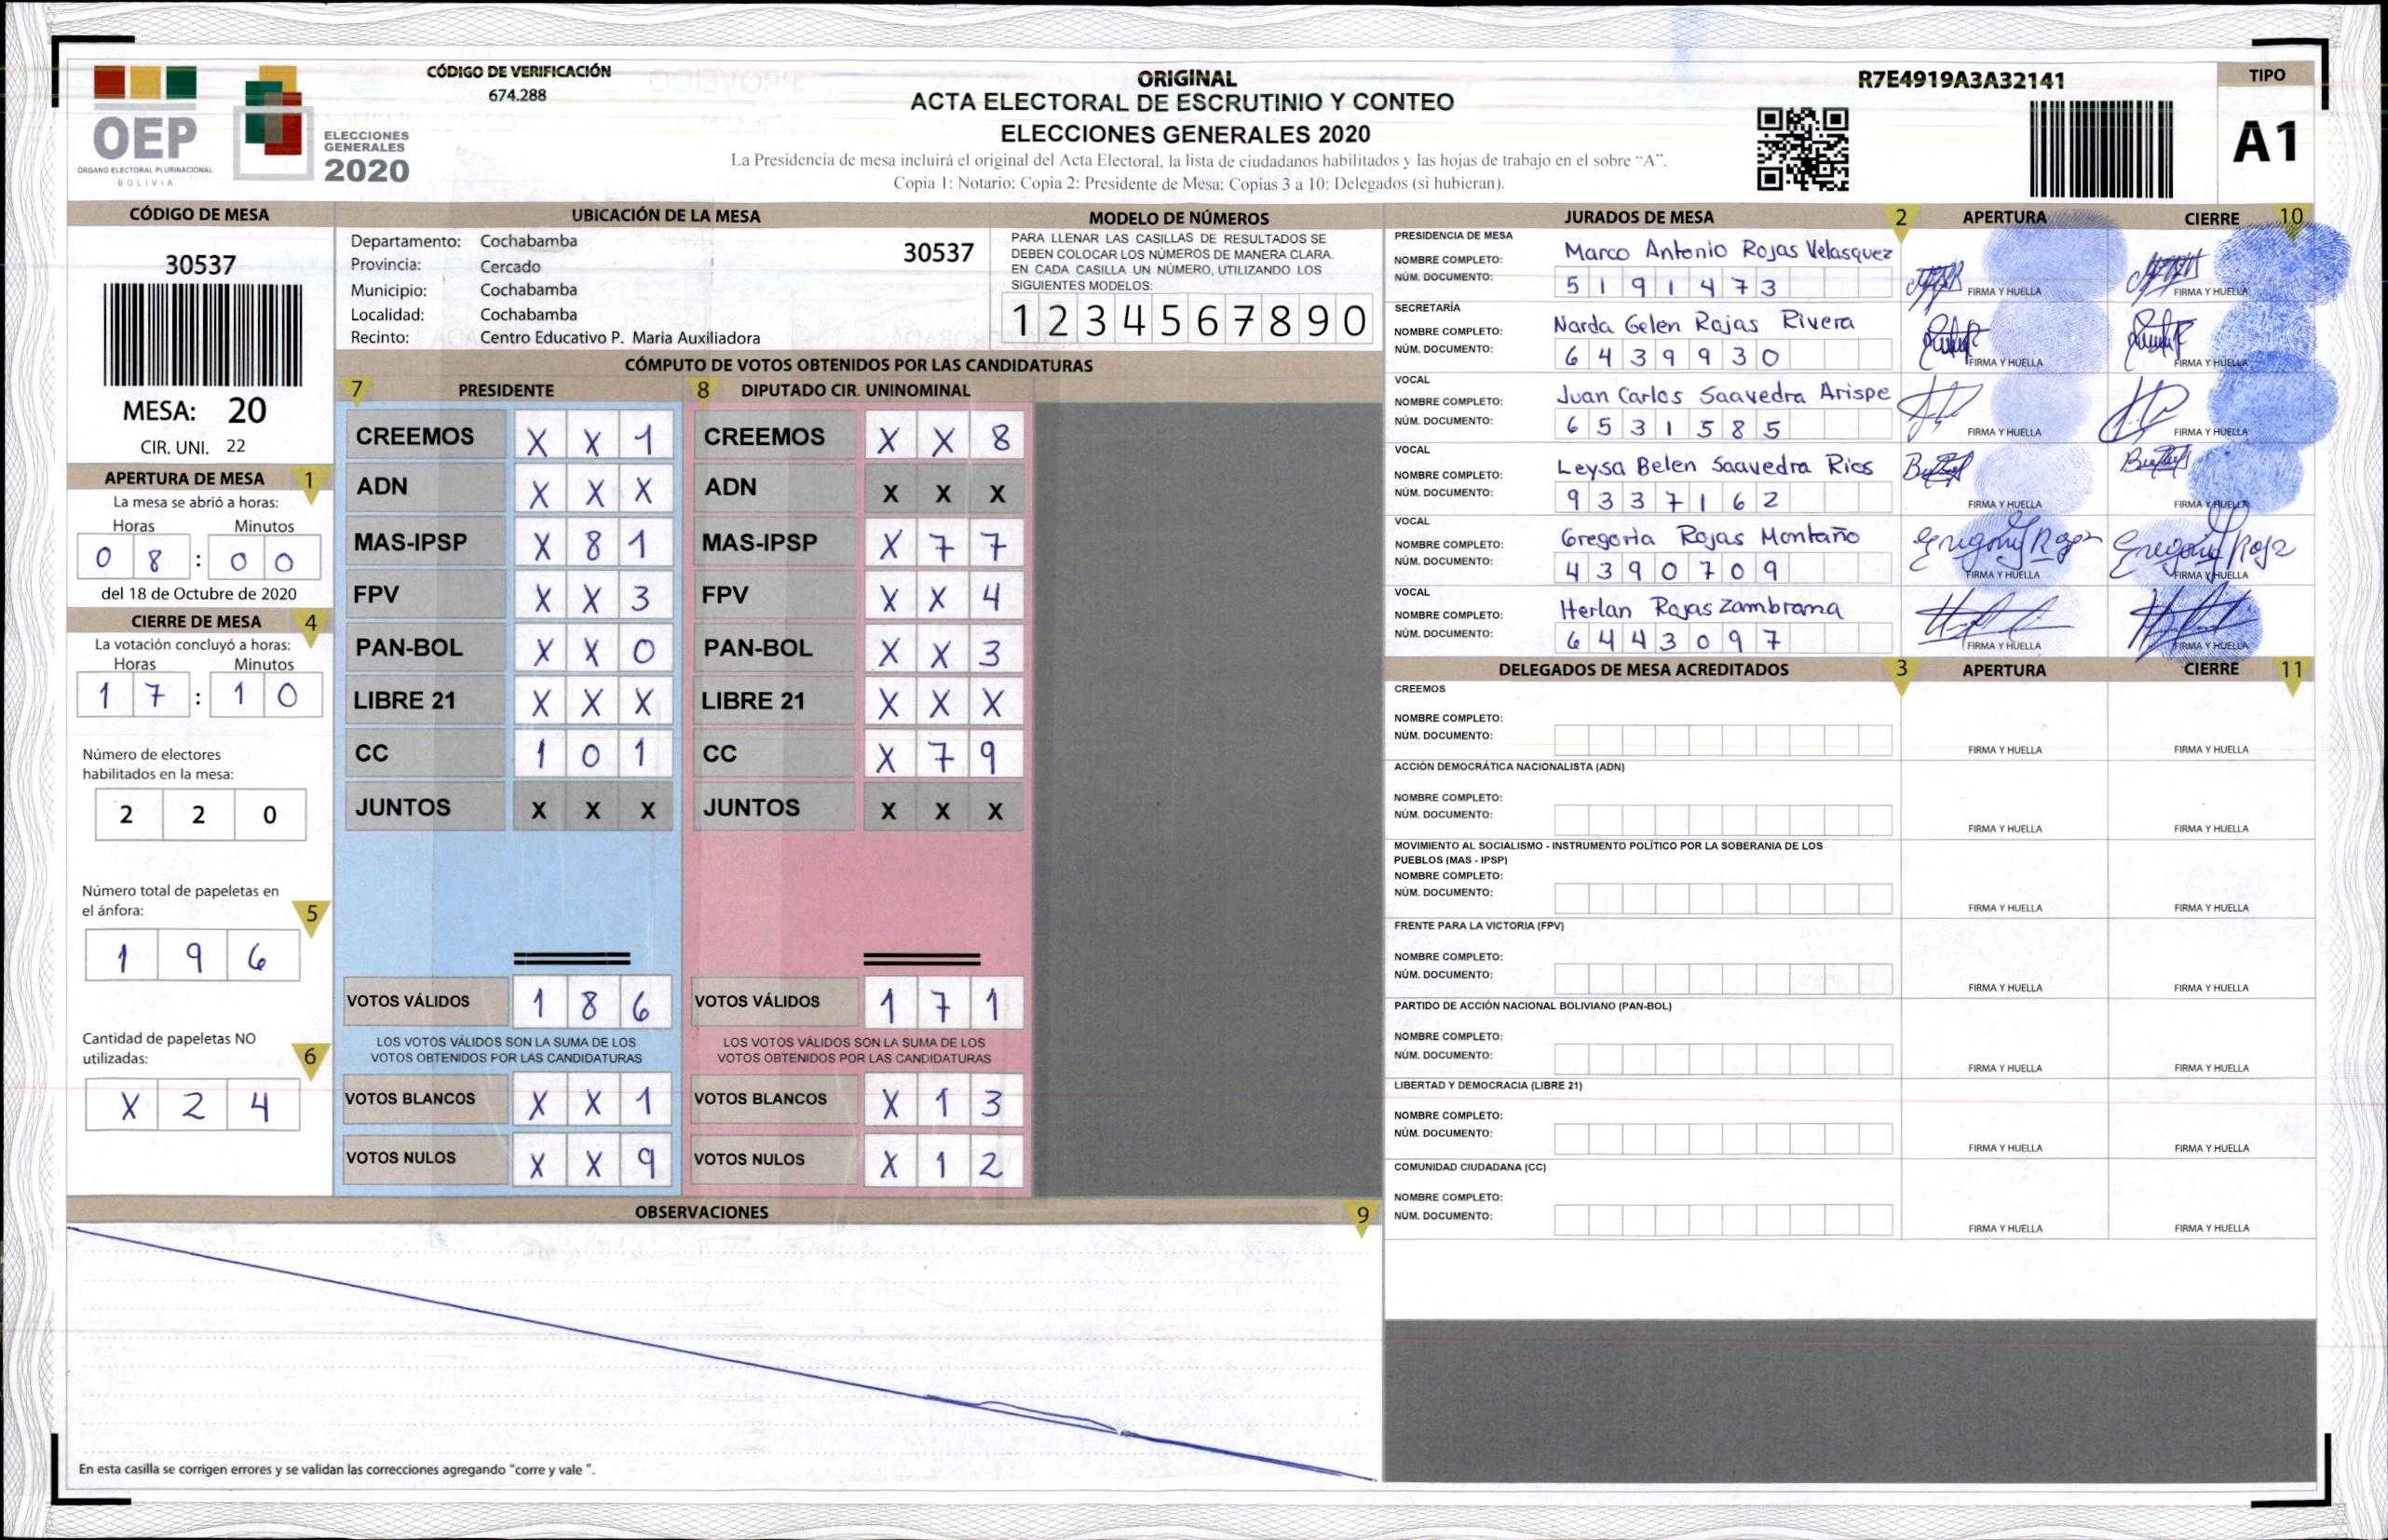 OEP
ÓRGANO ELECTORAL PLURINACIONAL
BOLIVIA
ELECCIONES
GENERALES
2020
CÓDIGO DE VERIFICACIÓN
674.288
ORIGINAL
ACTA ELECTORAL DE ESCRUTINIO Y CONTEO
ELECCIONES GENERALES 2020
La Presidencia de mesa incluirá el original del Acta Electoral, la lista de ciudadanos habilitados y las hojas de trabajo en el sobre “A”.
Copia 1: Notario: Copia 2: Presidente de Mesa: Copias 3 a 10: Delegados (si hubieran).
R7E4919A3A32141
TIPO
A1
CÓDIGO DE MESA
30537
MESA: 20
CIR. UNI. 22
APERTURA DE MESA 1
La mesa se abrió a horas:
Horas Minutos
0 8 : 0 0
del 18 de Octubre de 2020
CIERRE DE MESA 4
La votación concluyó a horas:
Horas Minutos
1 7 : 1 0
Número de electores
habilitados en la mesa:
2 2 0
Número total de papeletas en
el ánfora: 5
1 9 6
Cantidad de papeletas NO
utilizadas: 6
X 2 4
UBICACIÓN DE LA MESA
Departamento: Cochabamba 30537
Provincia: Cercado
Municipio: Cochabamba
Localidad: Cochabamba
Recinto: Centro Educativo P. Maria Auxiliadora
MODELO DE NÚMEROS
PARA LLENAR LAS CASILLAS DE RESULTADOS SE
DEBEN COLOCAR LOS NÚMEROS DE MANERA CLARA.
EN CADA CASILLA UN NÚMERO, UTILIZANDO LOS
SIGUIENTES MODELOS:
1 2 3 4 5 6 7 8 9 0
CÓMPUTO DE VOTOS OBTENIDOS POR LAS CANDIDATURAS
7 PRESIDENTE 8 DIPUTADO CIR. UNINOMINAL
CREEMOS X X 1 CREEMOS X X 8
ADN X X X ADN X X X
MAS-IPSP X 8 1 MAS-IPSP X 7 7
FPV X X 3 FPV X X 4
PAN-BOL X X 0 PAN-BOL X X 3
LIBRE 21 X X X LIBRE 21 X X X
CC 1 0 1 CC X 7 9
JUNTOS X X X JUNTOS X X X
VOTOS VÁLIDOS 1 8 6 VOTOS VÁLIDOS 1 7 1
LOS VOTOS VÁLIDOS SON LA SUMA DE LOS LOS VOTOS VÁLIDOS SON LA SUMA DE LOS
VOTOS OBTENIDOS POR LAS CANDIDATURAS VOTOS OBTENIDOS POR LAS CANDIDATURAS
VOTOS BLANCOS X X 1 VOTOS BLANCOS X 1 3
VOTOS NULOS X X 9 VOTOS NULOS X 1 2
OBSERVACIONES 9
En esta casilla se corrigen errores y se validan las correcciones agregando “corre y vale ”.
JURADOS DE MESA 2 APERTURA CIERRE 10
PRESIDENCIA DE MESA
NOMBRE COMPLETO: Marco Antonio Rojas Velasquez
NÚM. DOCUMENTO: 5 1 9 1 4 7 3 FIRMA Y HUELLA FIRMA Y HUELLA
SECRETARÍA
NOMBRE COMPLETO: Narda Gelen Rojas Rivera
NÚM. DOCUMENTO: 6 4 3 9 9 3 0 FIRMA Y HUELLA FIRMA Y HUELLA
VOCAL
NOMBRE COMPLETO: Juan Carlos Saavedra Arispe
NÚM. DOCUMENTO: 6 5 3 1 5 8 5 FIRMA Y HUELLA FIRMA Y HUELLA
VOCAL
NOMBRE COMPLETO: Leysa Belen Saavedra Rios
NÚM. DOCUMENTO: 9 3 3 7 1 6 2 FIRMA Y HUELLA FIRMA Y HUELLA
VOCAL
NOMBRE COMPLETO: Gregoria Rojas Montaño
NÚM. DOCUMENTO: 4 3 9 0 7 0 9 FIRMA Y HUELLA FIRMA Y HUELLA
VOCAL
NOMBRE COMPLETO: Herlan Rojas Zambrama
NÚM. DOCUMENTO: 6 4 4 3 0 9 7 FIRMA Y HUELLA FIRMA Y HUELLA
DELEGADOS DE MESA ACREDITADOS 3 APERTURA CIERRE 11
CREEMOS
NOMBRE COMPLETO:
NÚM. DOCUMENTO: FIRMA Y HUELLA FIRMA Y HUELLA
ACCIÓN DEMOCRÁTICA NACIONALISTA (ADN)
NOMBRE COMPLETO:
NÚM. DOCUMENTO: FIRMA Y HUELLA FIRMA Y HUELLA
MOVIMIENTO AL SOCIALISMO - INSTRUMENTO POLÍTICO POR LA SOBERANIA DE LOS
PUEBLOS (MAS - IPSP)
NOMBRE COMPLETO:
NÚM. DOCUMENTO: FIRMA Y HUELLA FIRMA Y HUELLA
FRENTE PARA LA VICTORIA (FPV)
NOMBRE COMPLETO:
NÚM. DOCUMENTO: FIRMA Y HUELLA FIRMA Y HUELLA
PARTIDO DE ACCIÓN NACIONAL BOLIVIANO (PAN-BOL)
NOMBRE COMPLETO:
NÚM. DOCUMENTO: FIRMA Y HUELLA FIRMA Y HUELLA
LIBERTAD Y DEMOCRACIA (LIBRE 21)
NOMBRE COMPLETO:
NÚM. DOCUMENTO: FIRMA Y HUELLA FIRMA Y HUELLA
COMUNIDAD CIUDADANA (CC)
NOMBRE COMPLETO:
NÚM. DOCUMENTO: FIRMA Y HUELLA FIRMA Y HUELLA